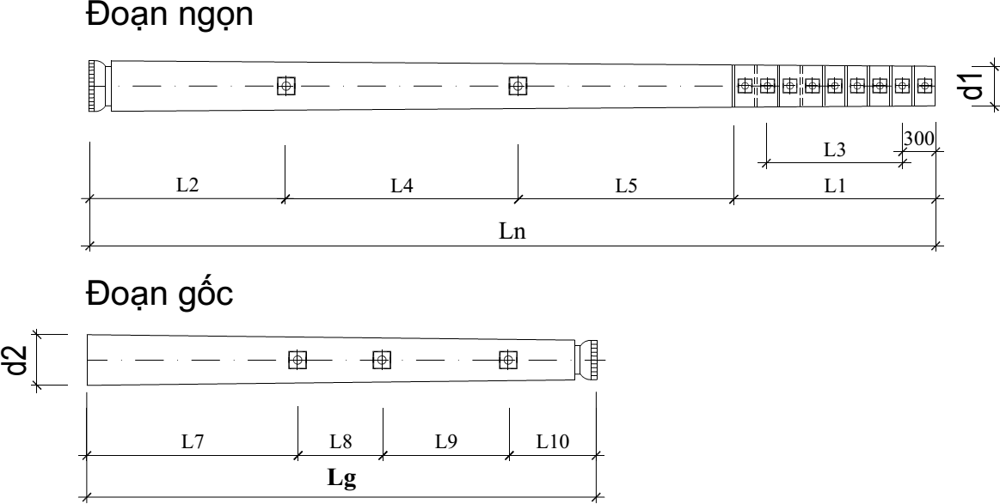 Đoạn ngọn
d1
300
L3
L2
L4
L5
L1
Ln
Đoạn gốc
d2
L7
L8
L9
L10
Lg